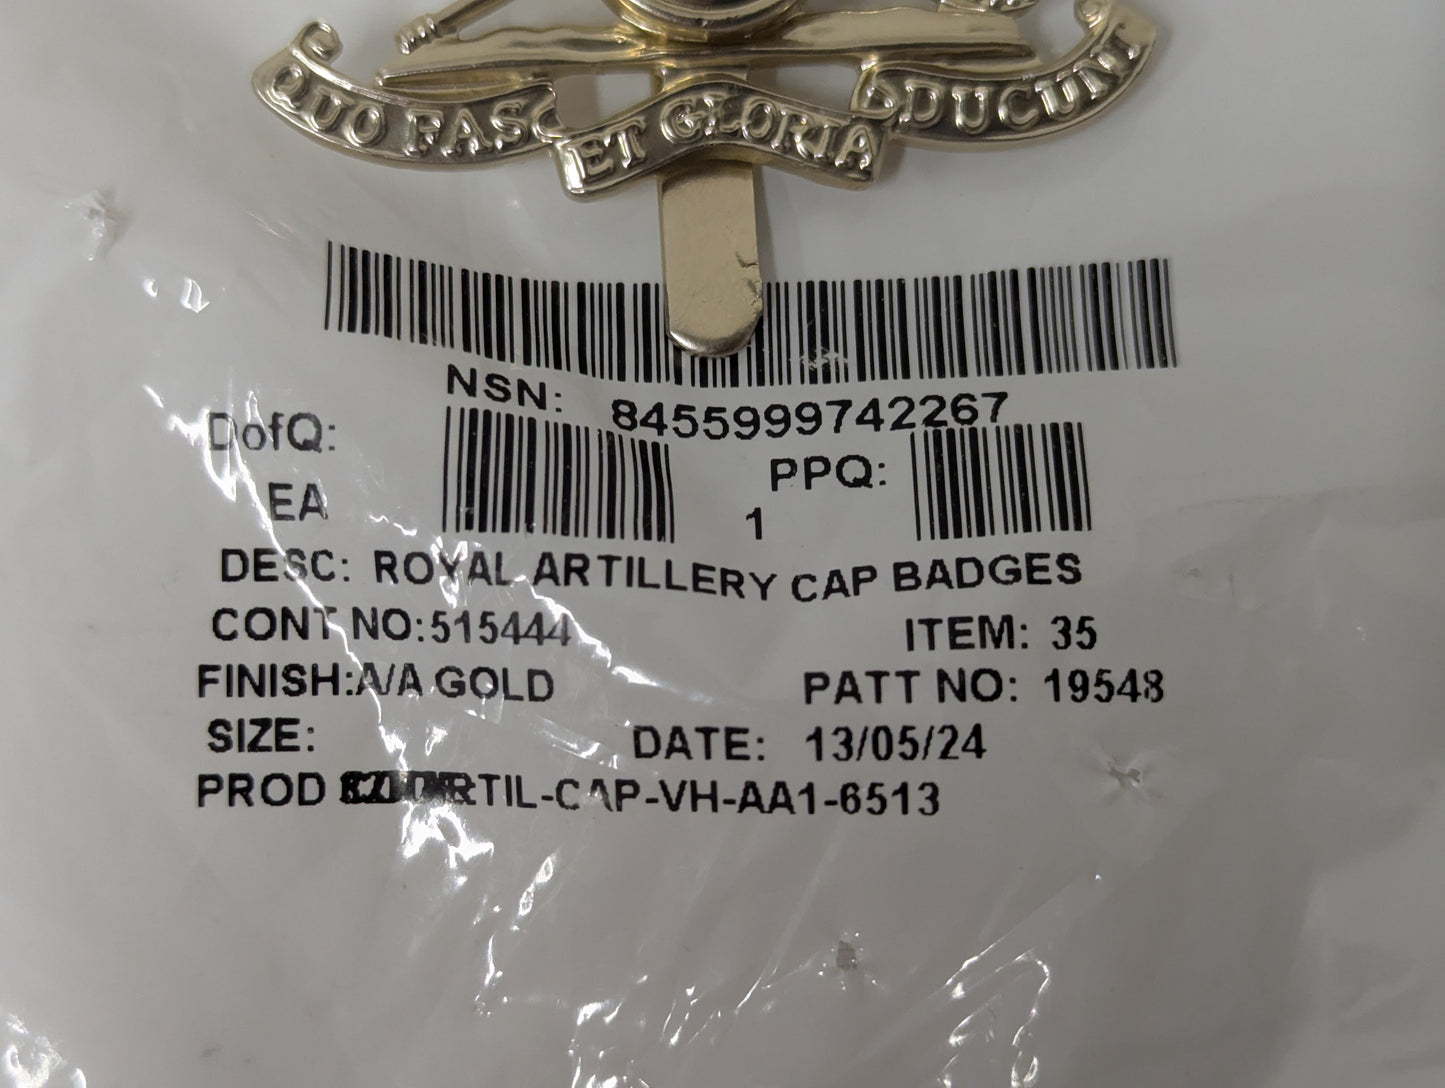 QUO FAS ET GLORIA DUCUNT
NSN: 8455999742267
DofQ: PPQ:
EA 1
DESC: ROYAL ARTILLERY CAP BADGES
CONT NO:515444 ITEM: 35
FINISH:A/A GOLD PATT NO: 19548
SIZE: DATE: 13/05/24
PROD RTIL-CAP-VH-AA1-6513